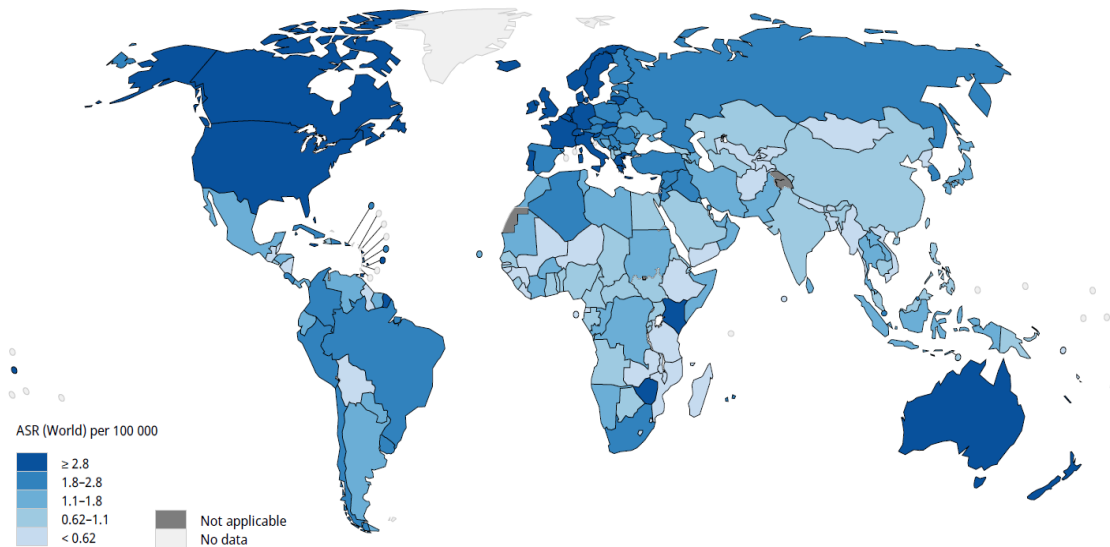 ASR (World) per 100 000
≥ 2.8
1.8–2.8
1.1–1.8
0.62–1.1
< 0.62
Not applicable
No data